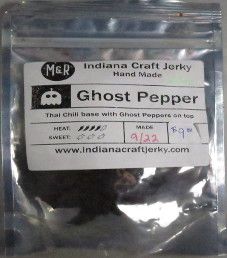 M&R
Indiana Craft Jerky
Hand Made
Ghost Pepper
Thai Chili base with Ghost Peppers on top
HEAT:
SWEET:
MADE
9/22
www.indianacraftjerky.com